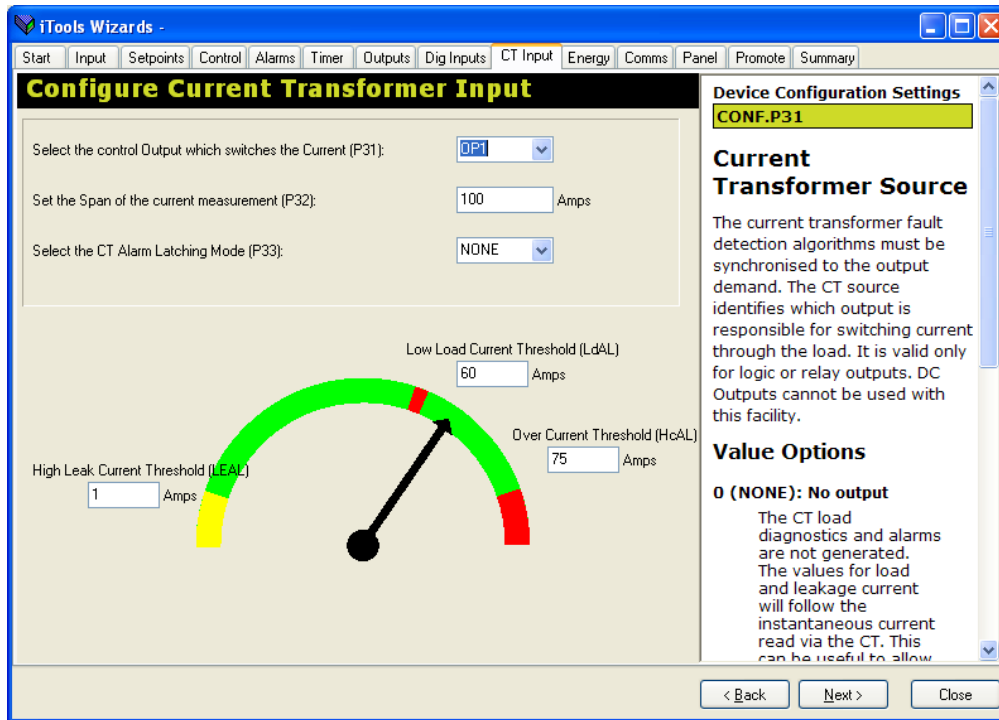 iTools Wizards -
Start Input Setpoints Control Alarms Timer Outputs Dig Inputs CT Input Energy Comms Panel Promote Summary
Configure Current Transformer Input
Select the control Output which switches the Current (P31):
OP1
Set the Span of the current measurement (P32):
100 Amps
Select the CT Alarm Latching Mode (P33):
NONE
Low Load Current Threshold (LdAL)
60 Amps
Over Current Threshold (HcAL)
75 Amps
High Leak Current Threshold (LEAL)
1 Amps
Device Configuration Settings
CONF.P31
Current
Transformer Source
The current transformer fault
detection algorithms must be
synchronised to the output
demand. The CT source
identifies which output is
responsible for switching current
through the load. It is valid only
for logic or relay outputs. DC
Outputs cannot be used with
this facility.
Value Options
0 (NONE): No output
The CT load
diagnostics and alarms
are not generated.
The values for load
and leakage current
will follow the
instantaneous current
read via the CT. This
can be useful to allow
< Back Next > Close